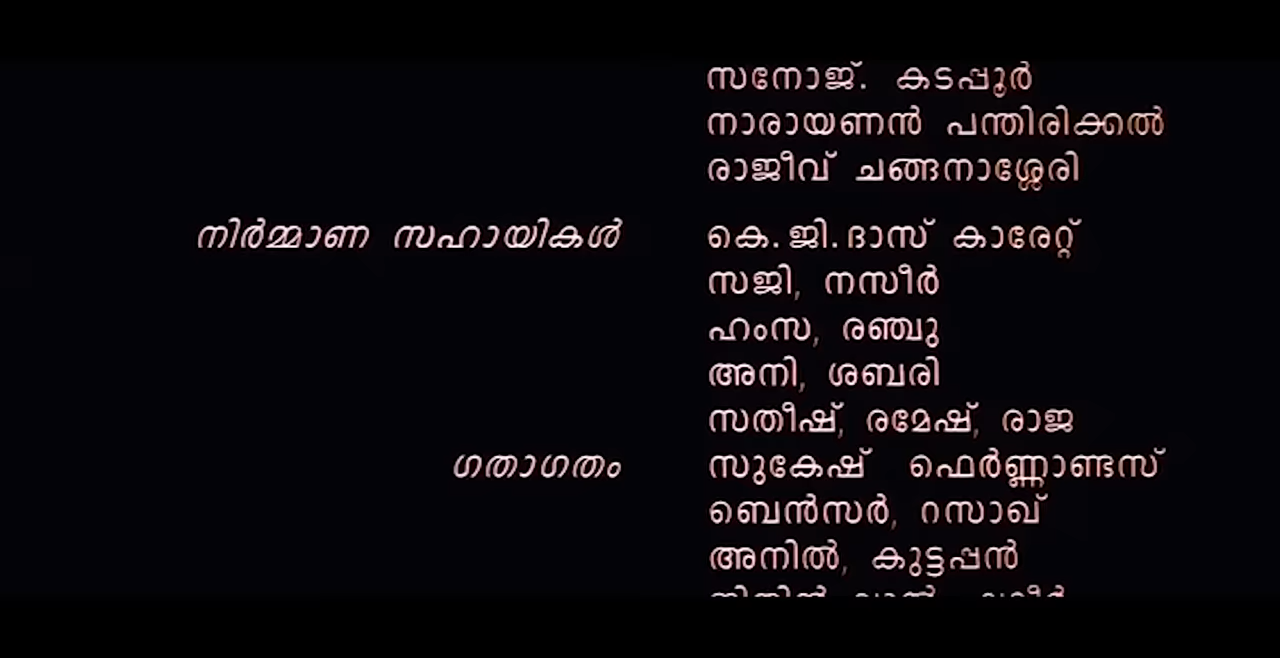 സനോജ്. കടപ്പൂർ
നാരായണൻ പന്തിരിക്കൽ
രാജീവ് ചങ്ങനാശ്ശേരി
നിർമ്മാണ സഹായികൾ കെ.ജി.ദാസ് കാരേറ്റ്
സജി, നസീർ
ഹംസ, രഞ്ചു
അനി, ശബരി
സതീഷ്, രമേഷ്, രാജ
ഗതാഗതം സുകേഷ് ഫെർണ്ണാണ്ടസ്
ബെൻസർ, റസാഖ്
അനിൽ, കുട്ടപ്പൻ